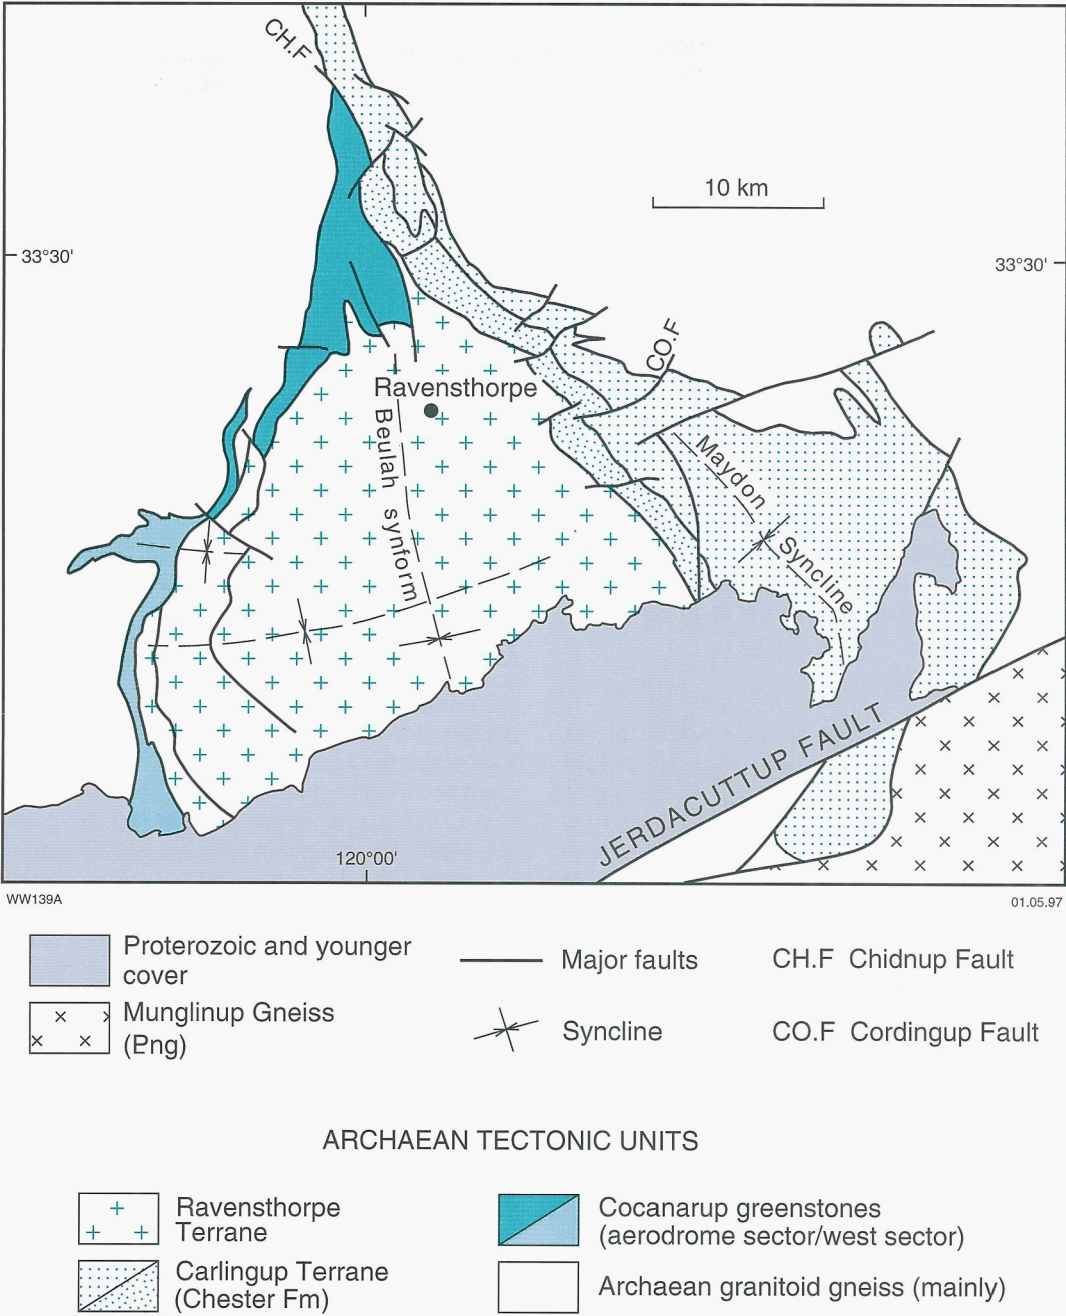 CH.F
10 km
33°30'
33°30'
CO.F
Ravensthorpe
Beulah synform
Maydon
Syncline
JERDACUTTUP FAULT
120°00'
WW139A
01.05.97
Proterozoic and younger
cover
Major faults
CH.F Chidnup Fault
Munglinup Gneiss
(Png)
Syncline
CO.F Cordingup Fault
ARCHAEAN TECTONIC UNITS
Ravensthorpe
Terrane
Cocanarup greenstones
(aerodrome sector/west sector)
Carlingup Terrane
(Chester Fm)
Archaean granitoid gneiss (mainly)